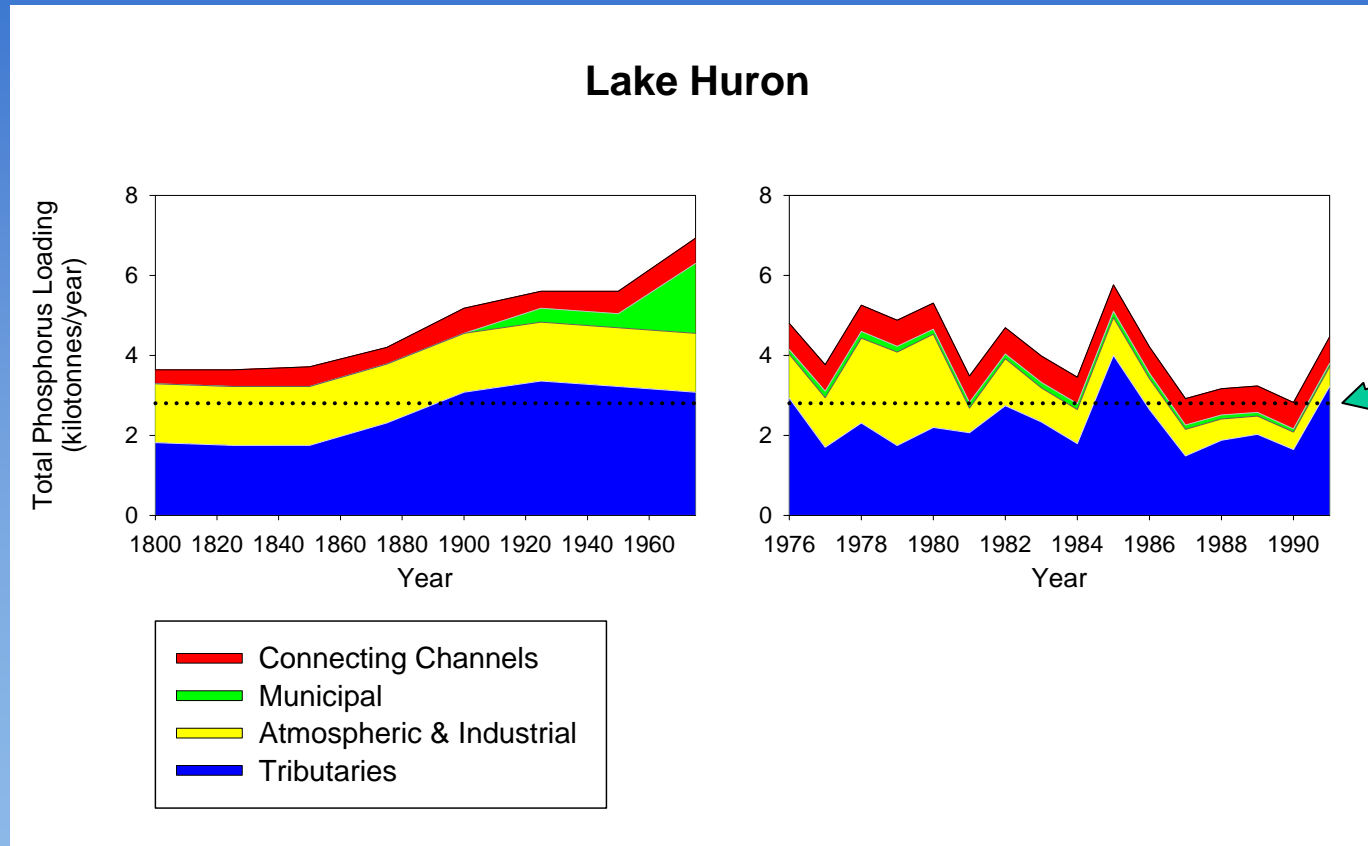 Lake Huron
Total Phosphorus Loading
(kilotonnes/year)
8
6
4
2
0
1800 1820 1840 1860 1880 1900 1920 1940 1960
Year
8
6
4
2
0
1976 1978 1980 1982 1984 1986 1988 1990
Year
Connecting Channels
Municipal
Atmospheric & Industrial
Tributaries